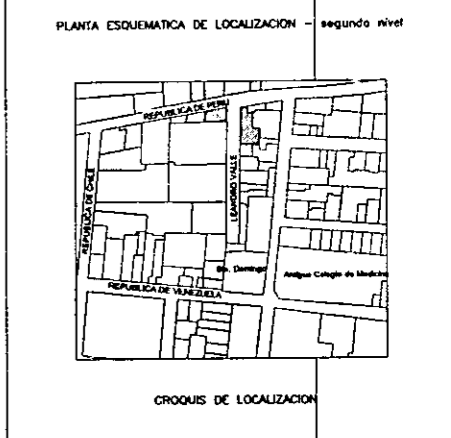 PLANTA ESQUEMATICA DE LOCALIZACION - segundo nivel
REPUBLICA DE PERU
REPUBLICA DE CHILE
LEANDRO VALLE
Sto. Domingo
Antiguo Colegio de Medicina
REPUBLICA DE VENEZUELA
CROQUIS DE LOCALIZACION